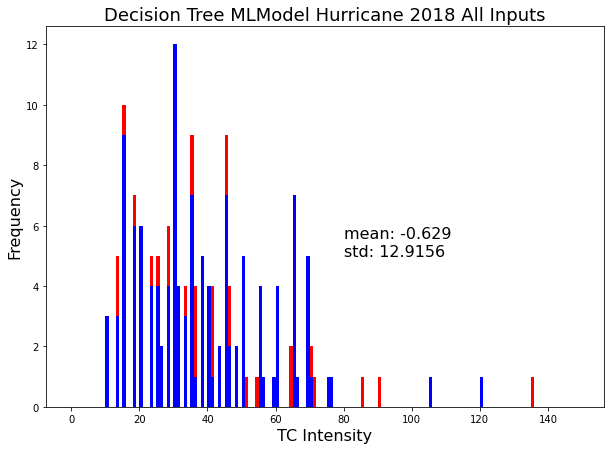 Decision Tree MLModel Hurricane 2018 All Inputs
12
10
8
6
4
2
0
Frequency
mean: -0.629
std: 12.9156
0 20 40 60 80 100 120 140
TC Intensity